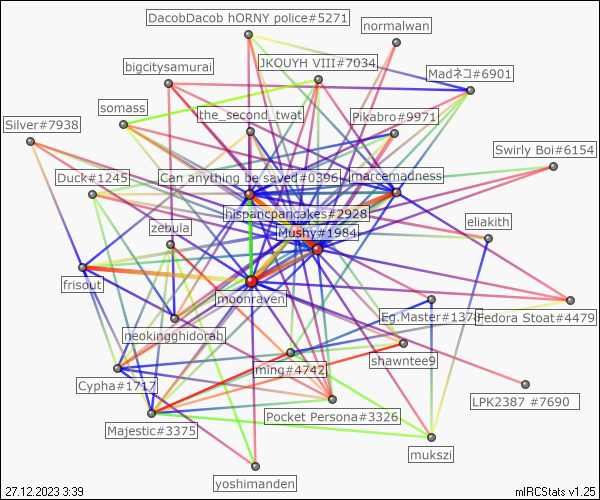 DacobDacob hORNY police#5271
normalwan
JKOUYH VIII#7034
bigcitysamurai
Madネコ#6901
somass
the_second_twat
Pikabro#9971
Silver#7938
Swirly Boi#6154
Duck#1245
Can anything be saved#0396
marcemadness
hispancpancakes#2928
eliakith
zebula
Mushy#1984
frisout
moonraven
Eg.Master#1378
Fedora Stoat#4479
neokingghidorah
shawntee9
ming#4742
Cypha#1717
LPK2387 #7690
Pocket Persona#3326
Majestic#3375
mukszi
yoshimanden
27.12.2023 3:39
mIRCStats v1.25